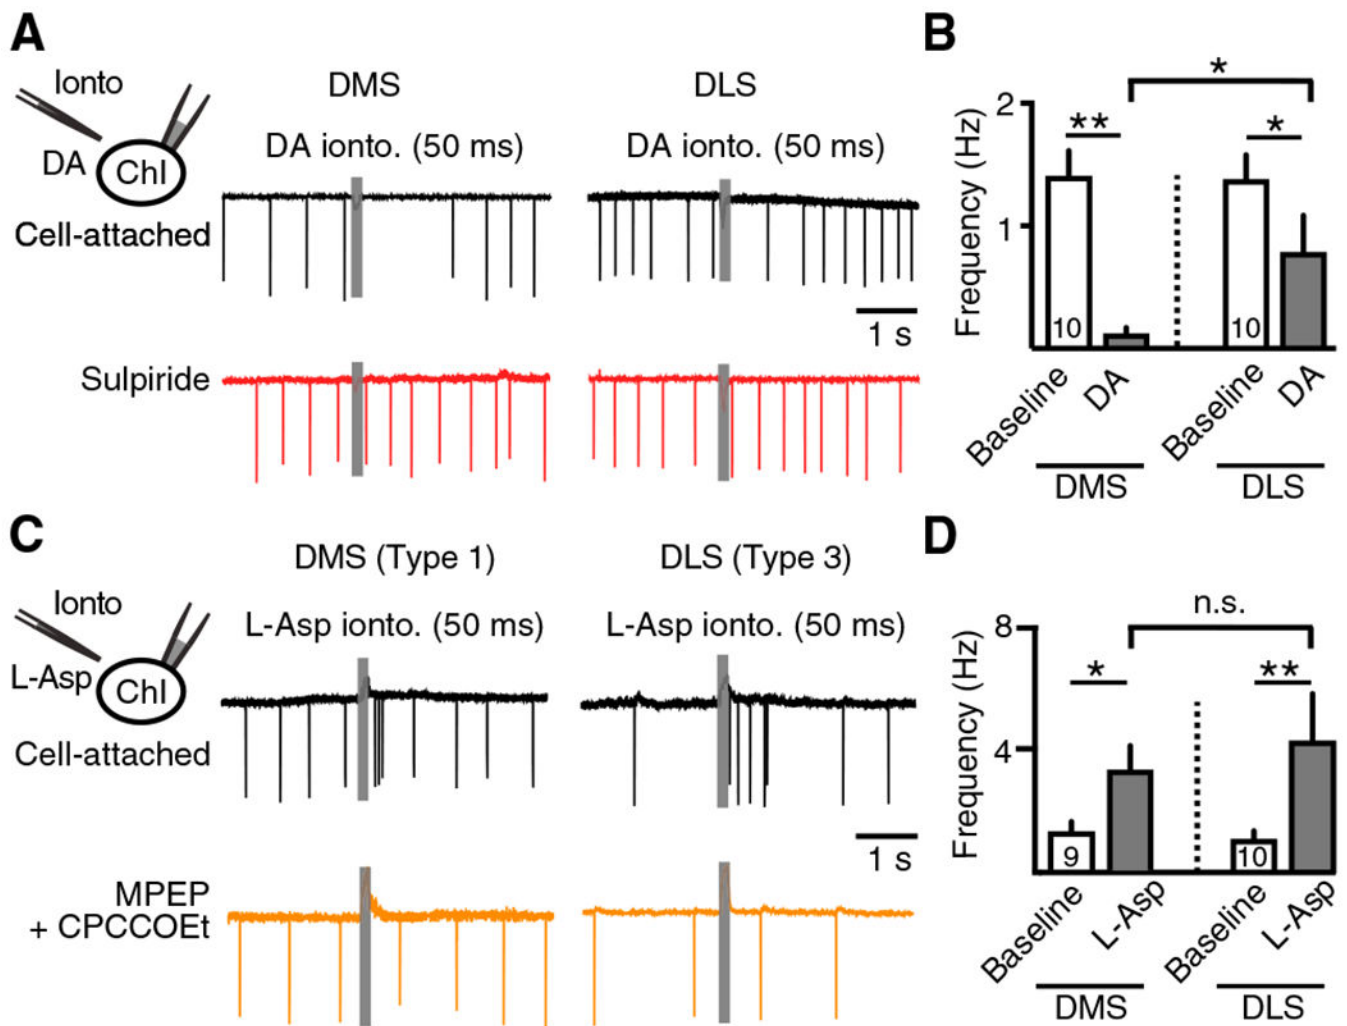 A
Ionto
DA
ChI
Cell-attached
DMS
DLS
DA ionto. (50 ms)
DA ionto. (50 ms)
1 s
Sulpiride
B
Frequency (Hz)
2
1
**
*
*
10
10
Baseline
DA
Baseline
DA
DMS
DLS
C
Ionto
L-Asp
ChI
Cell-attached
DMS (Type 1)
DLS (Type 3)
L-Asp ionto. (50 ms)
L-Asp ionto. (50 ms)
1 s
MPEP
+ CPCCOEt
D
Frequency (Hz)
8
4
n.s.
*
**
9
10
Baseline
L-Asp
Baseline
L-Asp
DMS
DLS